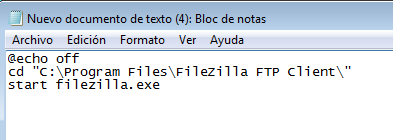 Nuevo documento de texto (4): Bloc de notas
Archivo Edición Formato Ver Ayuda
@echo off
cd "C:\Program Files\FileZilla FTP Client\"
start filezilla.exe